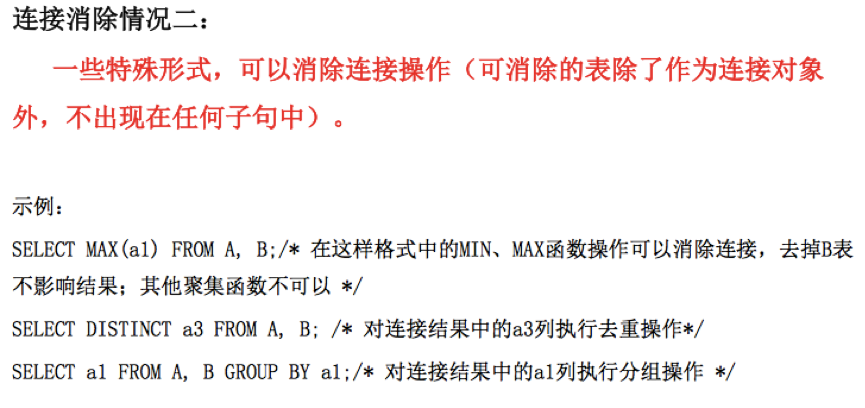 连接消除情况二：
一些特殊形式，可以消除连接操作（可消除的表除了作为连接对象
外，不出现在任何子句中）。
示例：
SELECT MAX(a1) FROM A, B;/* 在这样格式中的MIN、MAX函数操作可以消除连接，去掉B表
不影响结果；其他聚集函数不可以 */
SELECT DISTINCT a3 FROM A, B; /* 对连接结果中的a3列执行去重操作*/
SELECT a1 FROM A, B GROUP BY a1;/* 对连接结果中的a1列执行分组操作 */